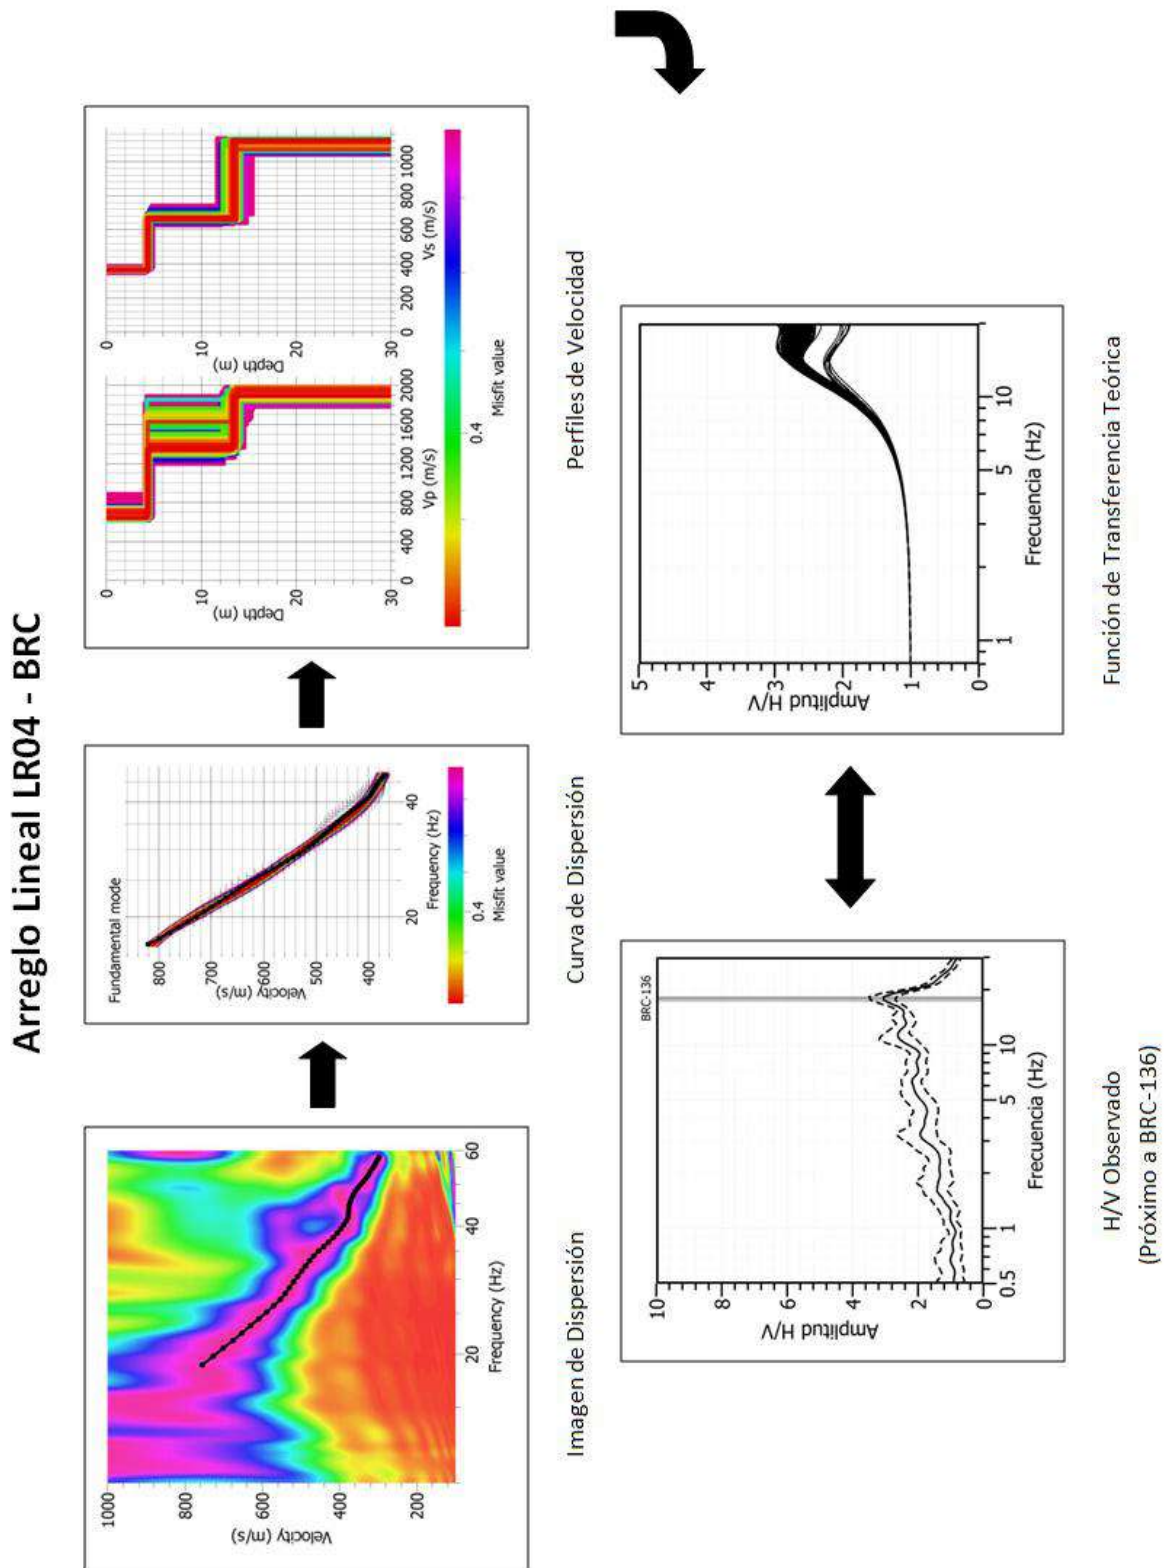 Arreglo Lineal LR04 - BRC
1000
800
600
400
200
Velocity (m/s)
20
40
60
Frequency (Hz)
Imagen de Dispersión
Fundamental mode
800
700
600
500
400
Velocity (m/s)
20
40
Frequency (Hz)
0.4
Misfit value
Curva de Dispersión
0
10
20
30
Depth (m)
0
400
800
1200
1600
2000
Vp (m/s)
0
10
20
30
Depth (m)
0
200
400
600
800
1000
Vs (m/s)
0.4
Misfit value
Perfiles de Velocidad
BRC-136
10
8
6
4
2
0
Amplitud H/V
0.5
1
5
10
Frecuencia (Hz)
H/V Observado
(Próximo a BRC-136)
5
4
3
2
1
0
Amplitud H/V
1
5
10
Frecuencia (Hz)
Función de Transferencia Teórica